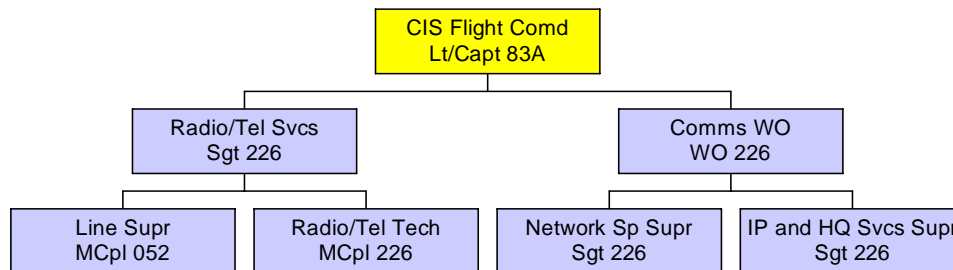 CIS Flight Comd
Lt/Capt 83A
Radio/Tel Svcs
Sgt 226
Comms WO
WO 226
Line Supr
MCpl 052
Radio/Tel Tech
MCpl 226
Network Sp Supr
Sgt 226
IP and HQ Svcs Supr
Sgt 226